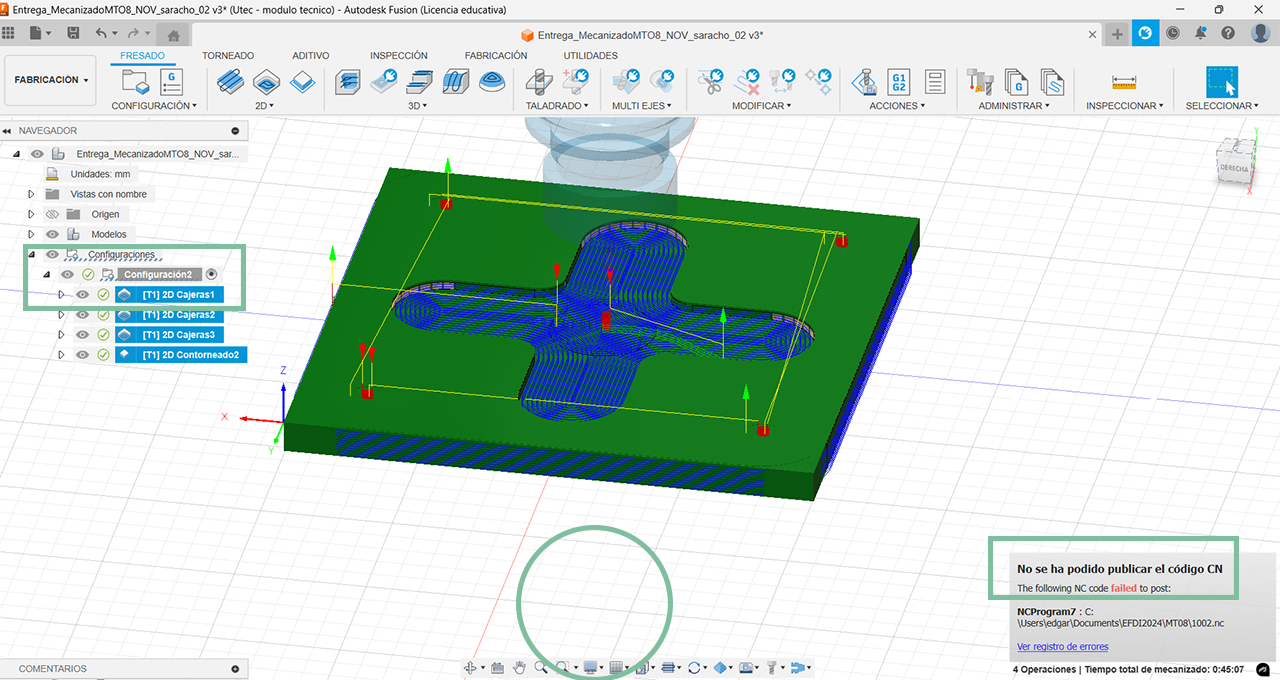 Entrega_MecanizadoMTO8_NOV_saracho_02 v3* (Utec - modulo tecnico) - Autodesk Fusion (Licencia educativa)
Entrega_MecanizadoMTO8_NOV_saracho_02 v3*
FRESADO TORNEADO ADITIVO INSPECCIÓN FABRICACIÓN UTILIDADES
FABRICACIÓN
G
G1
G2
G
CONFIGURACIÓN 2D 3D TALADRADO MULTI EJES MODIFICAR ACCIONES ADMINISTRAR INSPECCIONAR SELECCIONAR
NAVEGADOR
Entrega_MecanizadoMTO8_NOV_sar...
Unidades: mm
Vistas con nombre
Origen
Modelos
Configuraciones
Configuración2
[T1] 2D Cajeras1
[T1] 2D Cajeras2
[T1] 2D Cajeras3
[T1] 2D Contorneado2
DERECHA
Y
X
Z
X
Y
No se ha podido publicar el código CN
The following NC code failed to post:
NCProgram7 : C:
\Users\edgar\Documents\EFDI2024\MT08\1002.nc
Ver registro de errores
COMENTARIOS
4 Operaciones | Tiempo total de mecanizado: 0:45:07